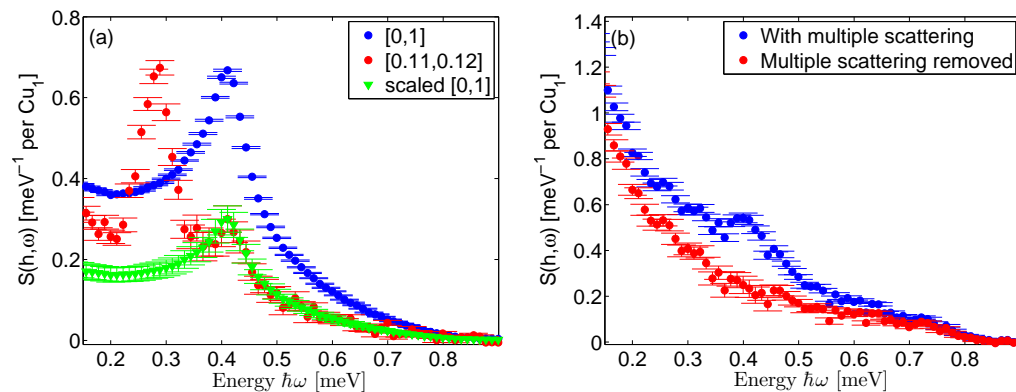 (a)
[0,1]
[0.11,0.12]
scaled [0,1]
S(h,ω) [meV⁻¹ per Cu₁]
0.8
0.6
0.4
0.2
0
0.2 0.3 0.4 0.5 0.6 0.7 0.8
Energy ℏω [meV]
(b)
With multiple scattering
Multiple scattering removed
S(h,ω) [meV⁻¹ per Cu₁]
1.4
1.2
1
0.8
0.6
0.4
0.2
0
0.2 0.3 0.4 0.5 0.6 0.7 0.8
Energy ℏω [meV]